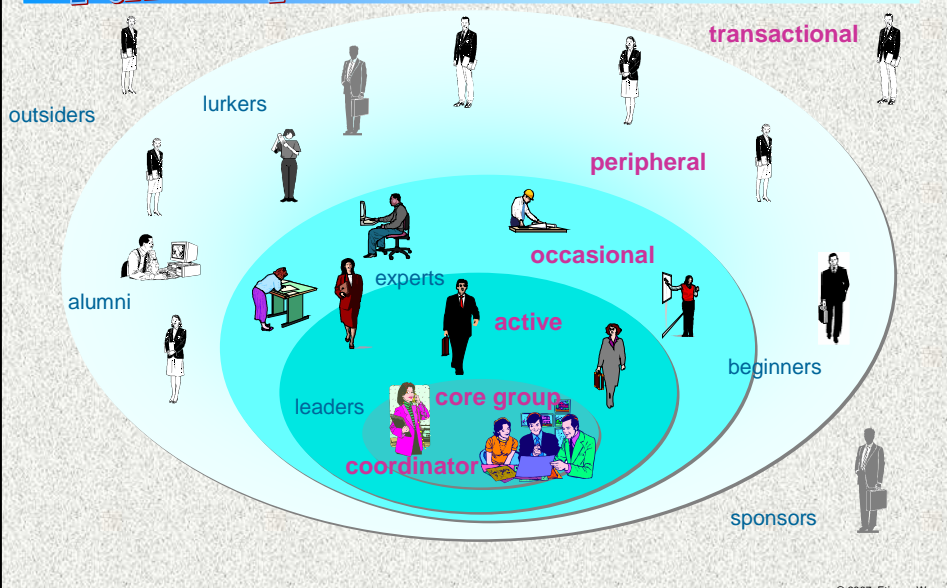 transactional
lurkers
outsiders
peripheral
occasional
experts
alumni
active
beginners
core group
leaders
coordinator
sponsors